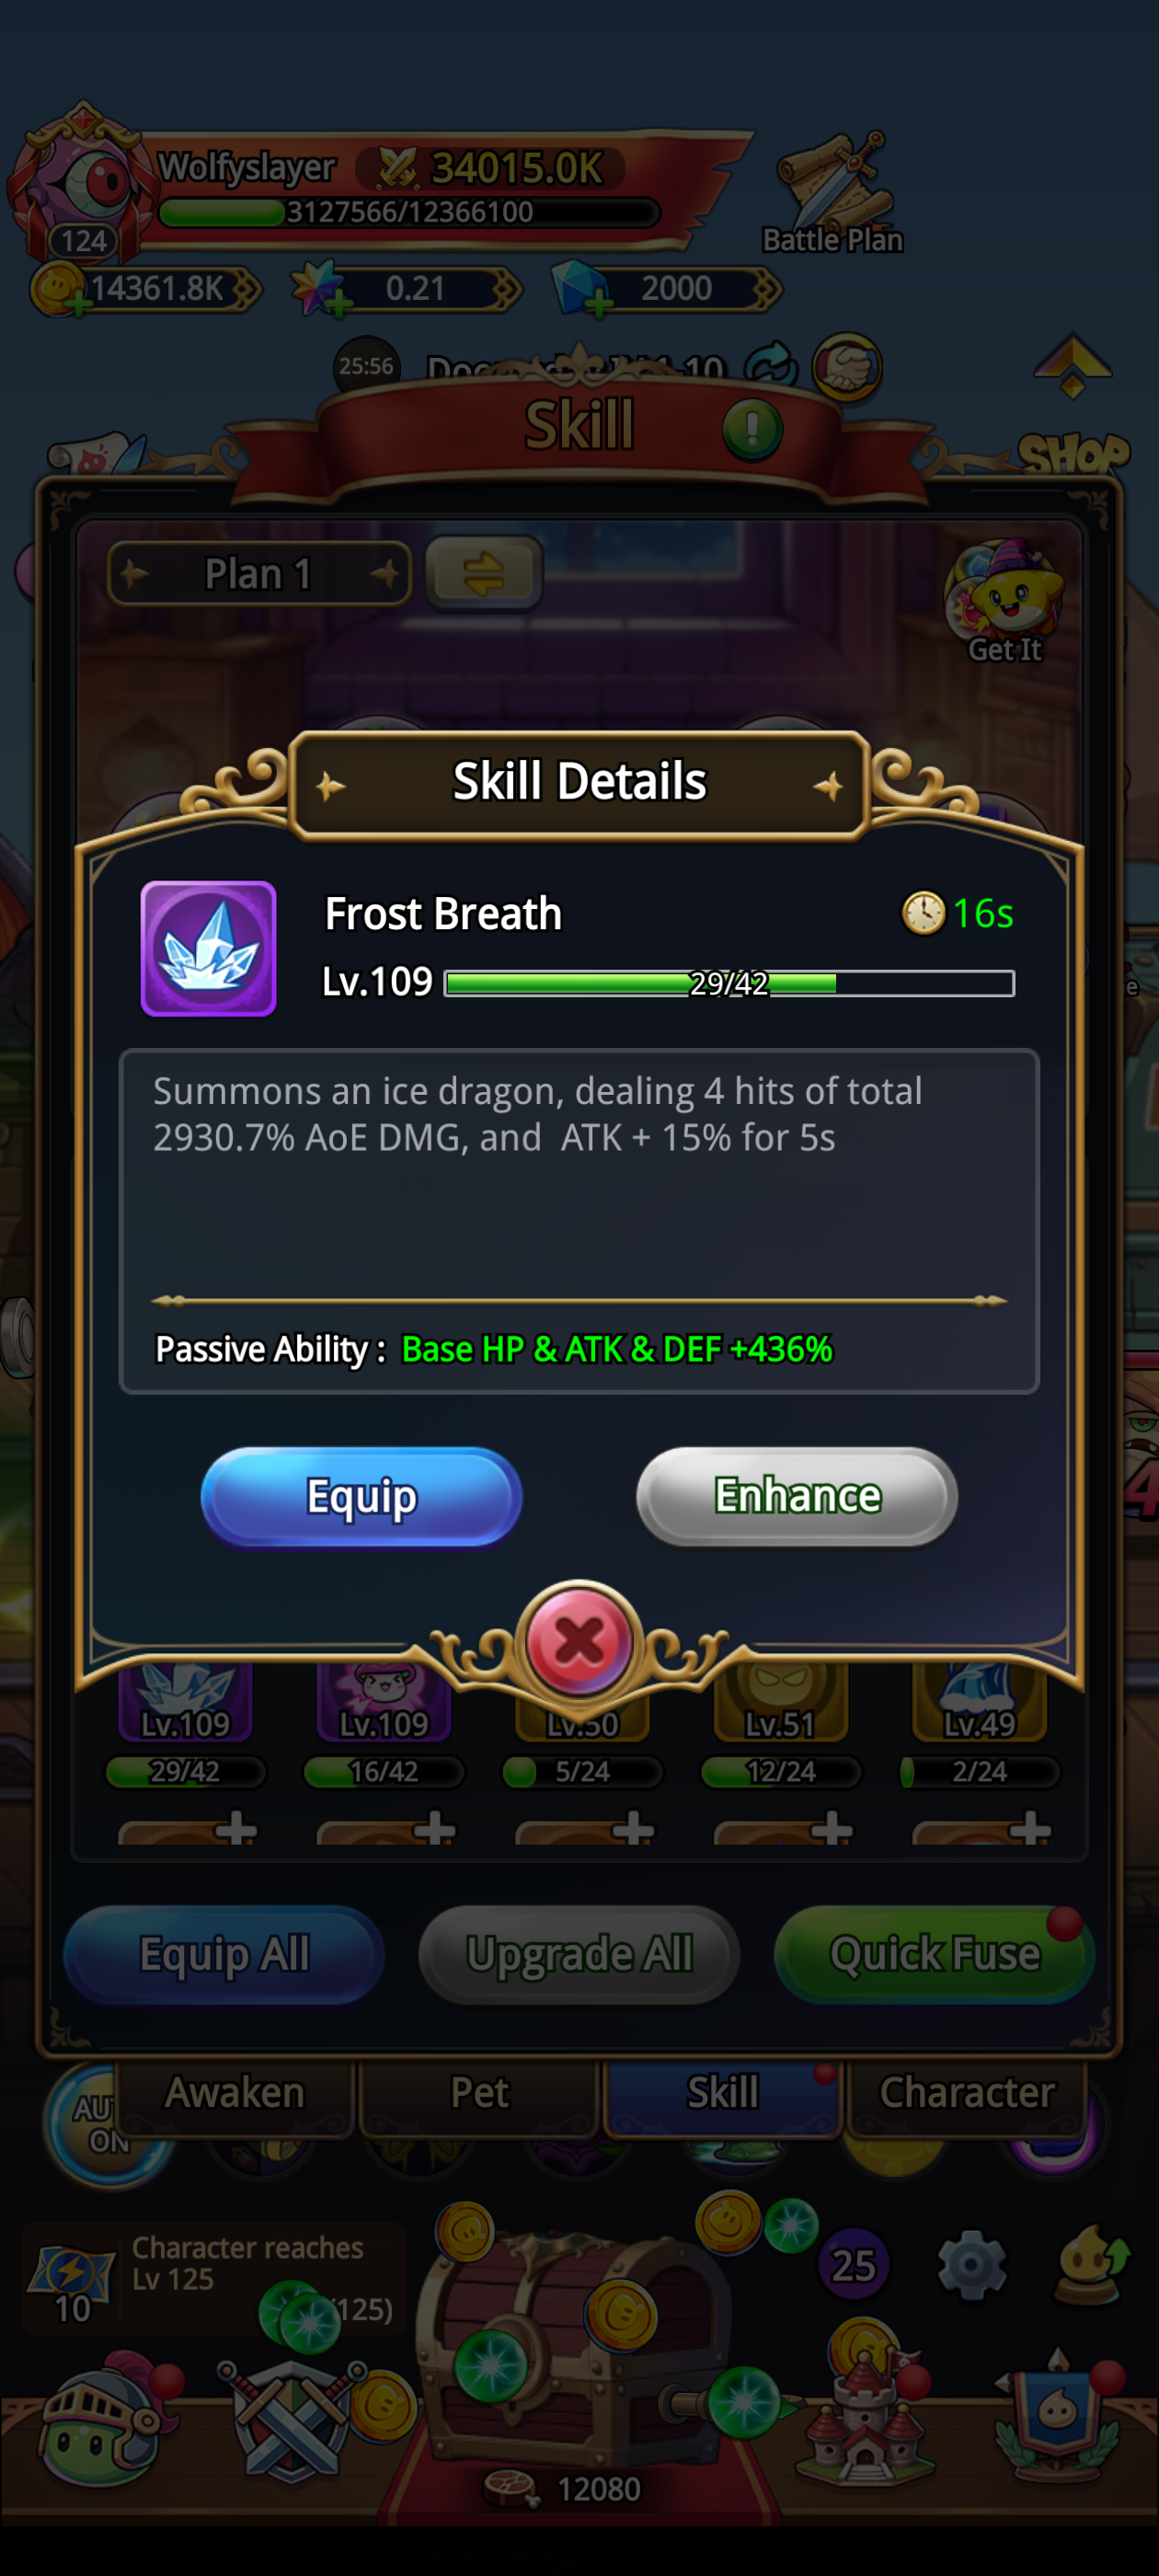 Wolfyslayer
34015.0K
3127566/12366100
124
Battle Plan
14361.8K
0.21
2000
25:56
-10
Skill
SHOP
Plan 1
Get It
Skill Details
Frost Breath
16s
Lv.109
29/42
Summons an ice dragon, dealing 4 hits of total
2930.7% AoE DMG, and  ATK + 15% for 5s
Passive Ability : Base HP & ATK & DEF +436%
Equip
Enhance
Lv.109
Lv.109
Lv.50
Lv.51
Lv.49
29/42
16/42
5/24
12/24
2/24
Equip All
Upgrade All
Quick Fuse
Awaken
Pet
Skill
Character
ON
Character reaches
Lv 125
10
125)
25
12080